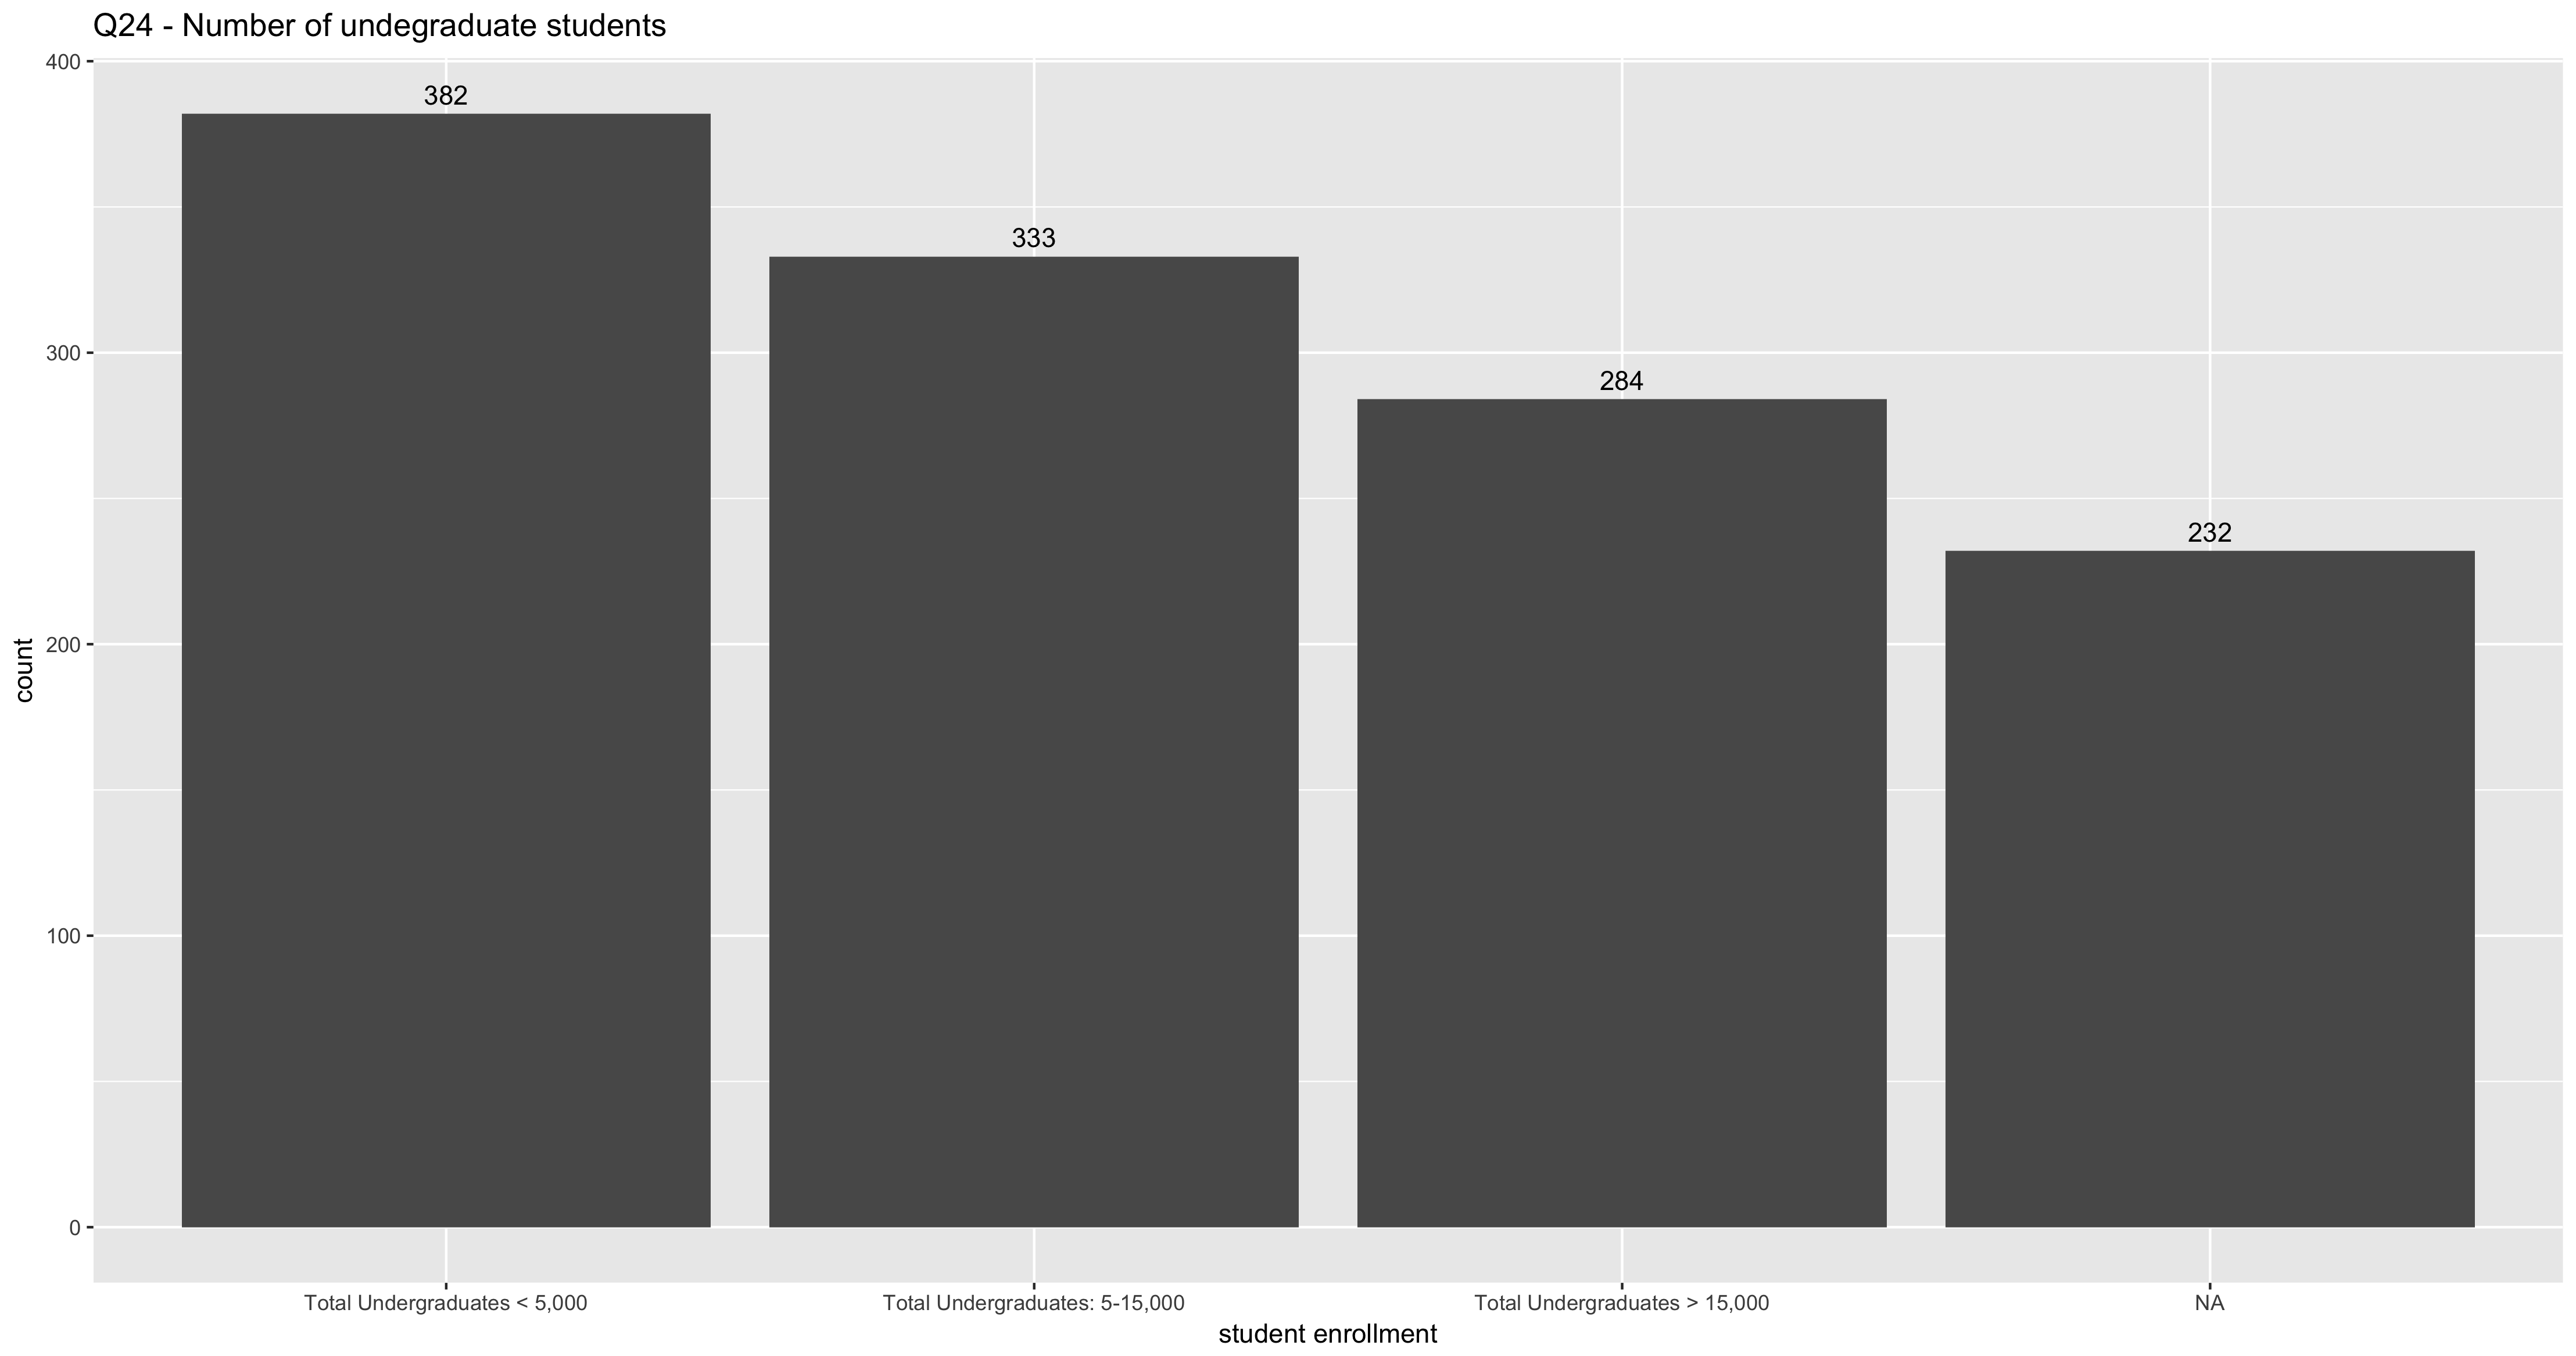 Q24 - Number of undegraduate students
400
300
200
100
0
count
382
333
284
232
Total Undergraduates < 5,000
Total Undergraduates: 5-15,000
Total Undergraduates > 15,000
NA
student enrollment